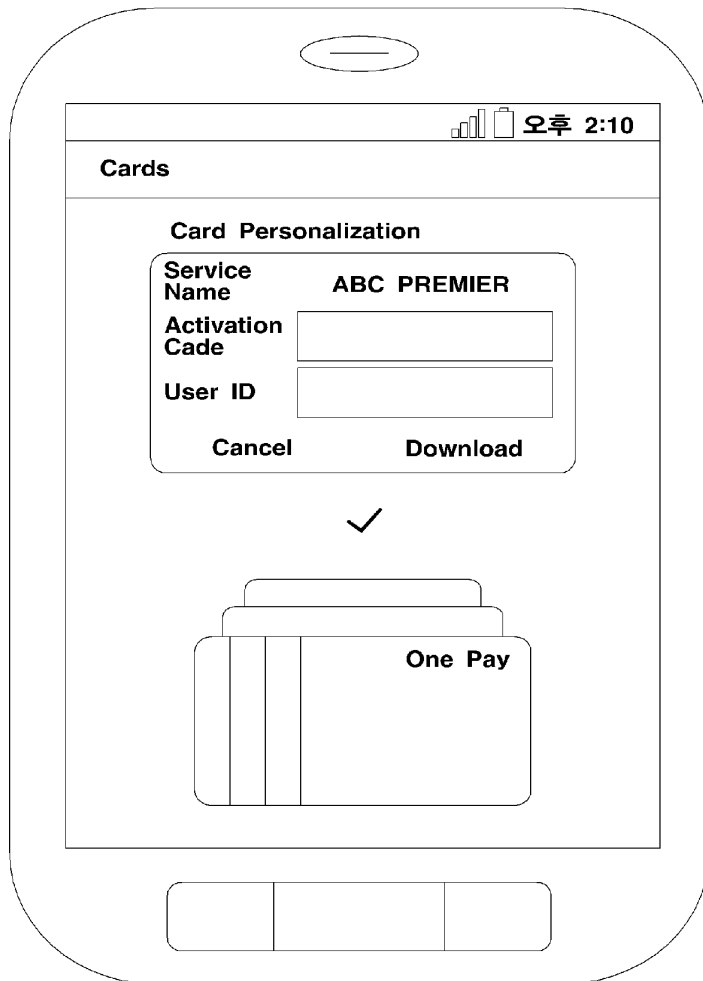 오후 2:10
Cards
Card Personalization
Service
Name
ABC PREMIER
Activation
Cade
User ID
Cancel Download
One Pay